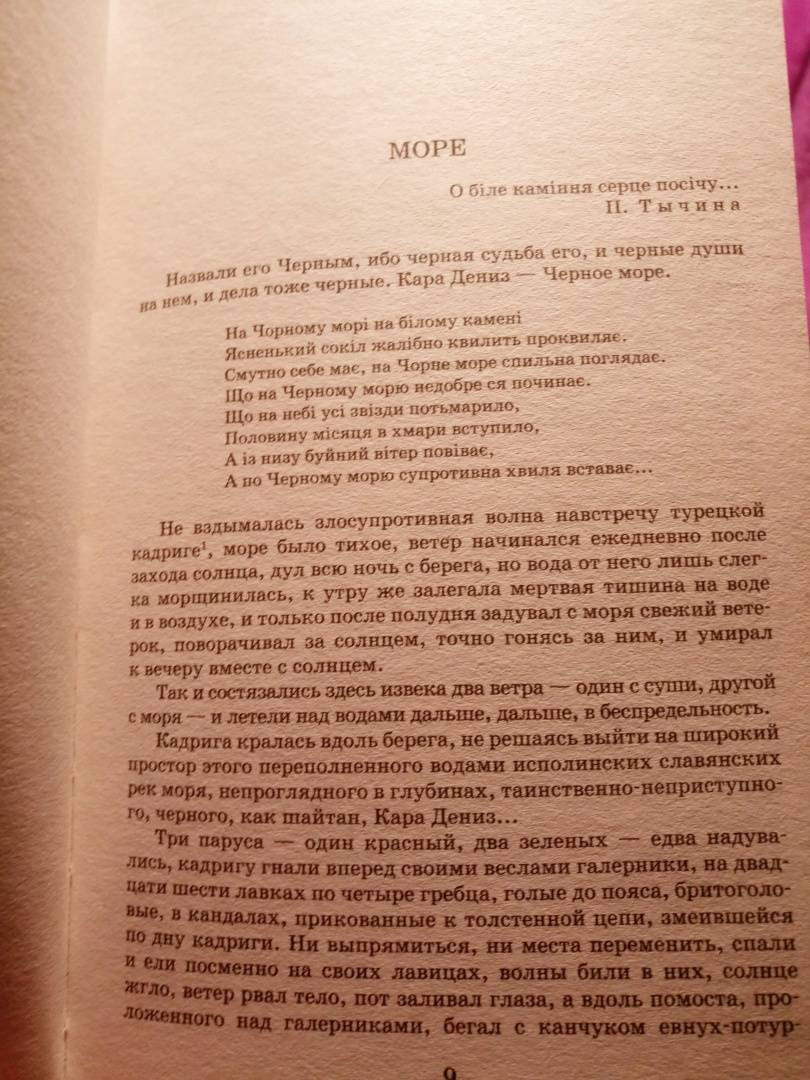 МОРЕ
О біле каміння серце посічу...
П. Тычина
Назвали его Черным, ибо черная судьба его, и черные души
на нем, и дела тоже черные. Кара Дениз — Черное море.
На Чорному морі на білому камені
Ясненький сокіл жалібно квилить проквиляє.
Смутно себе має, на Чорне море спильна поглядає.
Що на Черному морю недобре ся починає.
Що на небі усі звізди потьмарило,
Половину місяця в хмари вступило,
А із низу буйний вітер повіває,
А по Черному морю супротивна хвиля вставає...
Не вздымалась злосупротивная волна навстречу турецкой
кадриге¹, море было тихое, ветер начинался ежедневно после
захода солнца, дул всю ночь с берега, но вода от него лишь слег-
ка морщинилась, к утру же залегала мертвая тишина на воде
и в воздухе, и только после полудня задувал с моря свежий вете-
рок, поворачивал за солнцем, точно гонясь за ним, и умирал
к вечеру вместе с солнцем.
Так и состязались здесь извека два ветра — один с суши, другой
с моря — и летели над водами дальше, дальше, в беспредельность.
Кадрига кралась вдоль берега, не решаясь выйти на широкий
простор этого переполненного водами исполинских славянских
рек моря, непроглядного в глубинах, таинственно-неприступно-
го, черного, как шайтан, Кара Дениз...
Три паруса — один красный, два зеленых — едва надува-
лись, кадригу гнали вперед своими веслами галерники, на двад-
цати шести лавках по четыре гребца, голые до пояса, бритоголо-
вые, в кандалах, прикованные к толстенной цепи, змеившейся
по дну кадриги. Ни выпрямиться, ни места переменить, спали
и ели посменно на своих лавицах, волны били в них, солнце
жгло, ветер рвал тело, пот заливал глаза, а вдоль помоста, про-
ложенного над галерниками, бегал с канчуком евнух-потур-
9